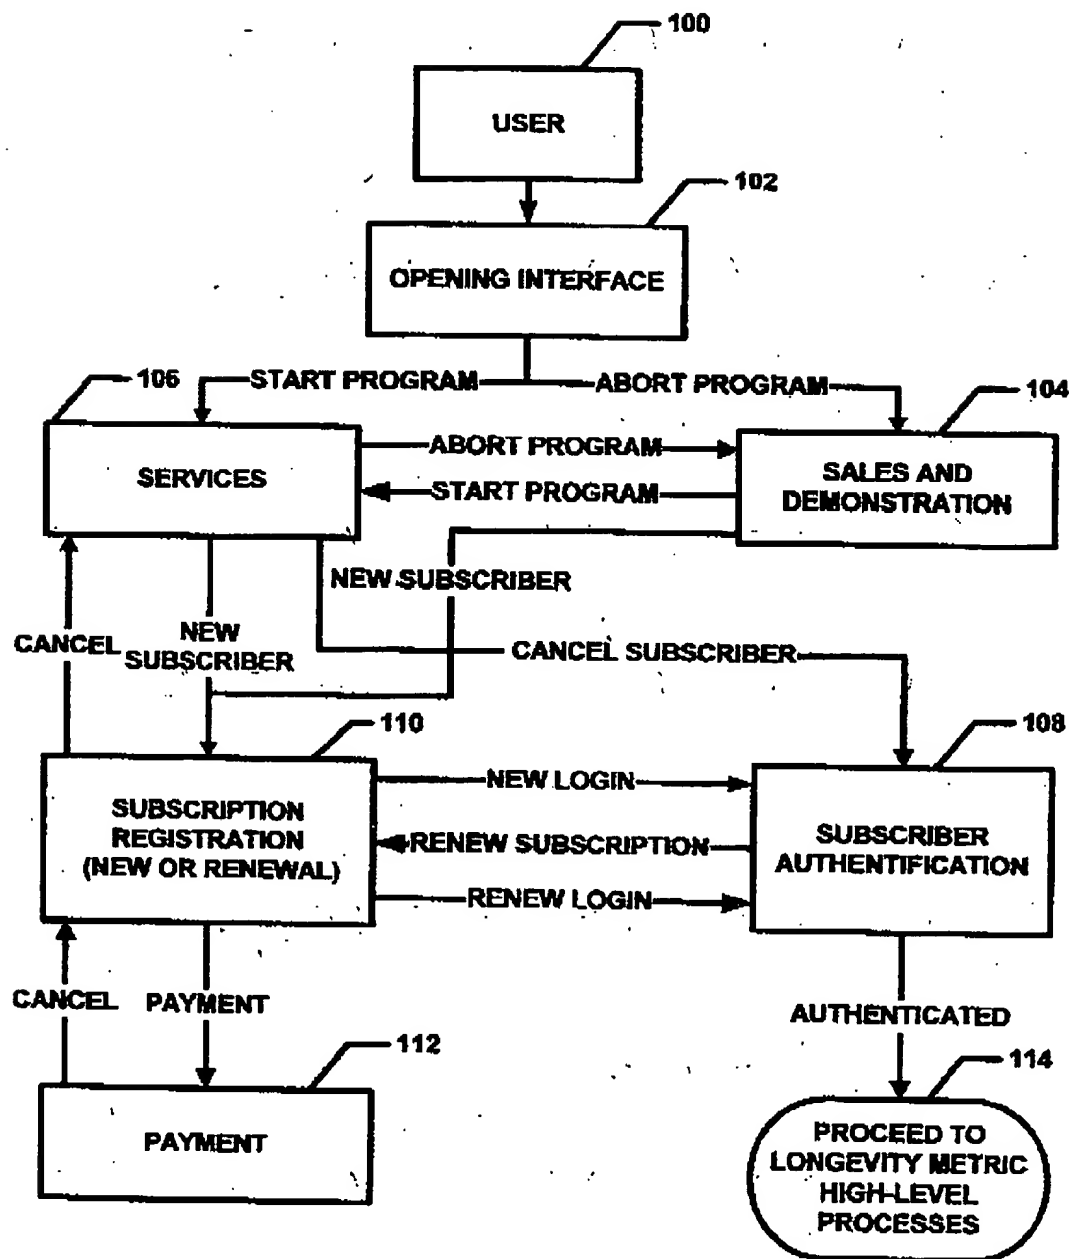 100
USER
102
OPENING INTERFACE
106
START PROGRAM
ABORT PROGRAM
104
SERVICES
ABORT PROGRAM
START PROGRAM
SALES AND
DEMONSTRATION
NEW SUBSCRIBER
CANCEL
NEW
SUBSCRIBER
CANCEL SUBSCRIBER
110
108
SUBSCRIPTION
REGISTRATION
(NEW OR RENEWAL)
NEW LOGIN
RENEW SUBSCRIPTION
RENEW LOGIN
SUBSCRIBER
AUTHENTIFICATION
CANCEL
PAYMENT
AUTHENTICATED
112
114
PAYMENT
PROCEED TO
LONGEVITY METRIC
HIGH-LEVEL
PROCESSES